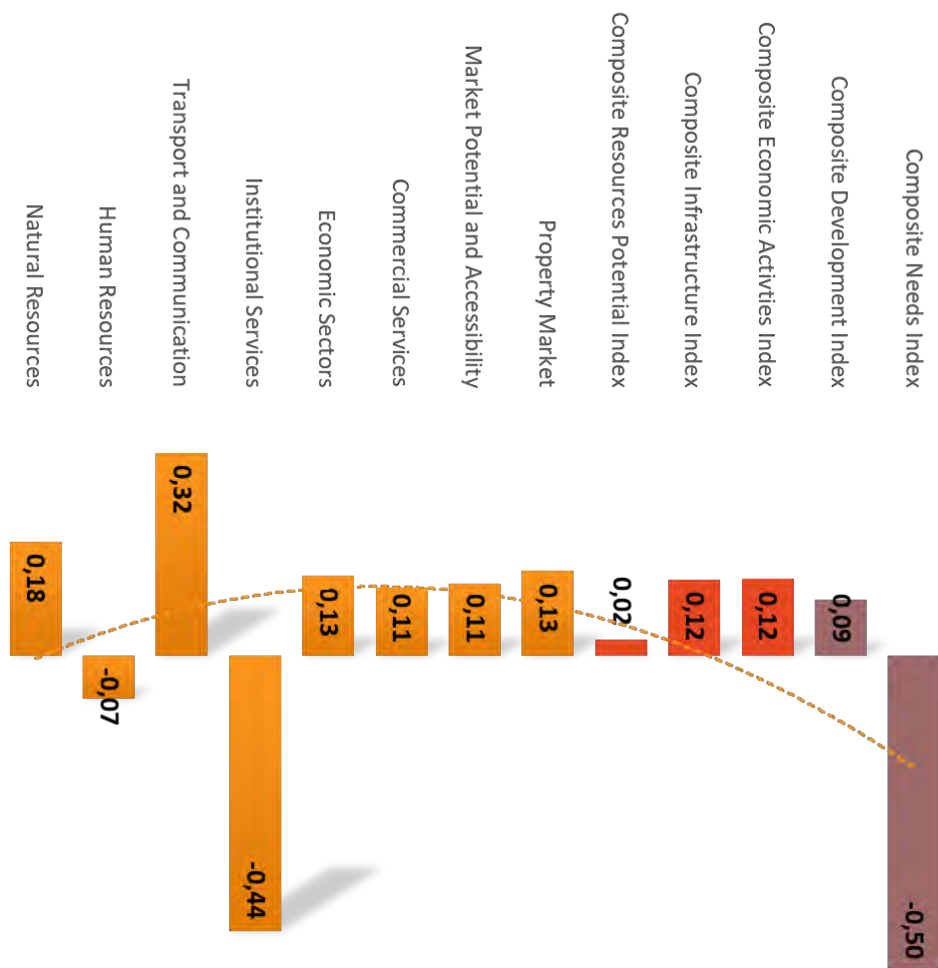 Natural Resources
Human Resources
Transport and Communication
Institutional Services
Economic Sectors
Commercial Services
Market Potential and Accessibility
Property Market
Composite Resources Potential Index
Composite Infrastructure Index
Composite Economic Activties Index
Composite Development Index
Composite Needs Index
0,18
-0,07
0,32
-0,44
0,13
0,11
0,11
0,13
0,02
0,12
0,12
0,09
-0,50